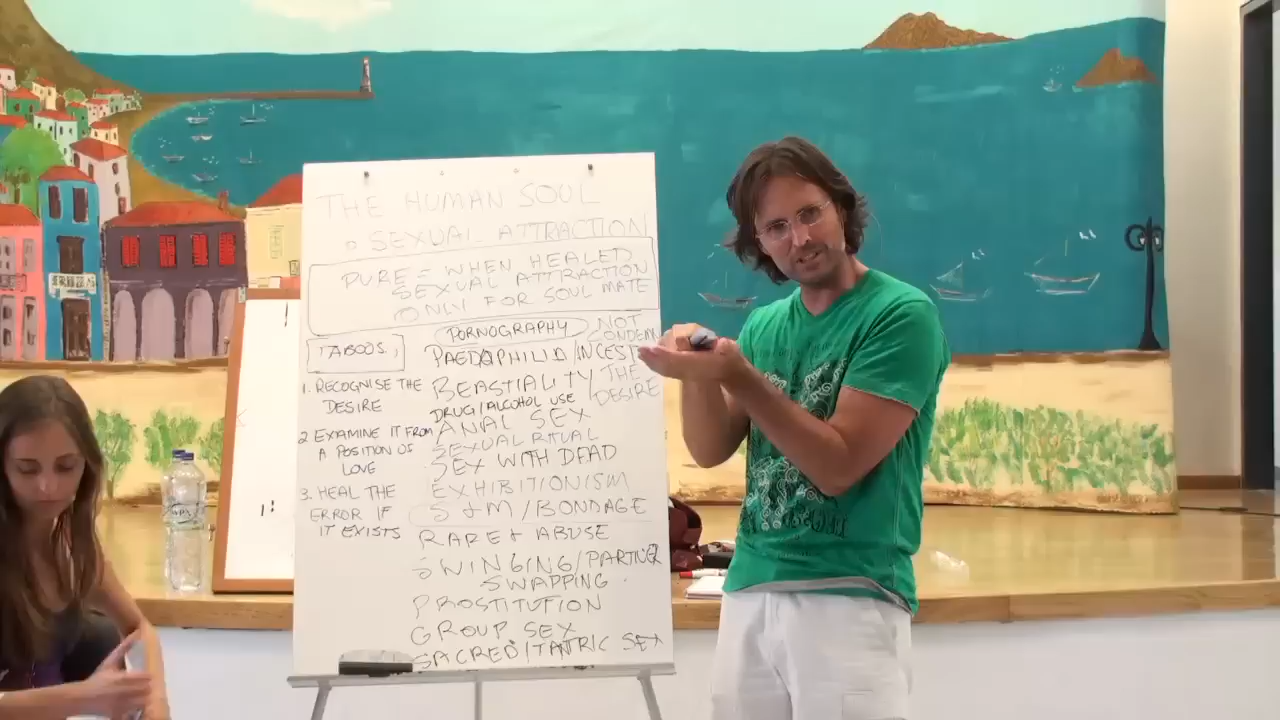 THE HUMAN SOUL
o SEXUAL ATTRACTION
PURE = WHEN HEALED
SEXUAL ATTRACTION
ONLY FOR SOUL MATE
PORNOGRAPHY
NOT
CONDEMN
THE
DESIRE
TABOOS,
1. RECOGNISE THE
DESIRE
2 EXAMINE IT FROM
A POSITION OF
LOVE
3. HEAL THE
ERROR IF
IT EXISTS
PAEDOPHILIA/INCEST
BEASTIALITY
DRUG/ALCOHOL USE
ANAL SEX
SEXUAL RITUAL
SEX WITH DEAD
EXHIBITIONISM
S+M/BONDAGE
RAPE + ABUSE
SWINGING/PARTNER
SWAPPING
PROSTITUTION
GROUP SEX
SACRED/TATRIC SEX